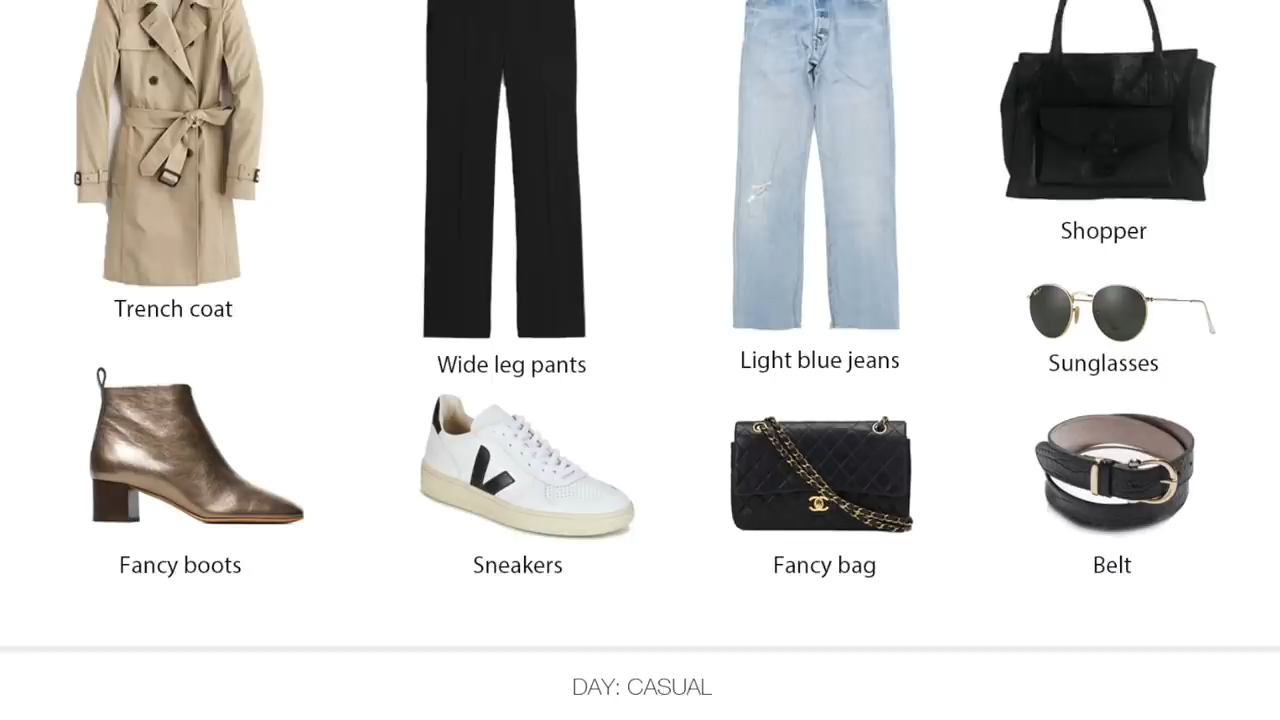 Shopper
Trench coat
Wide leg pants
Light blue jeans
Sunglasses
Fancy boots
Sneakers
Fancy bag
Belt
DAY: CASUAL